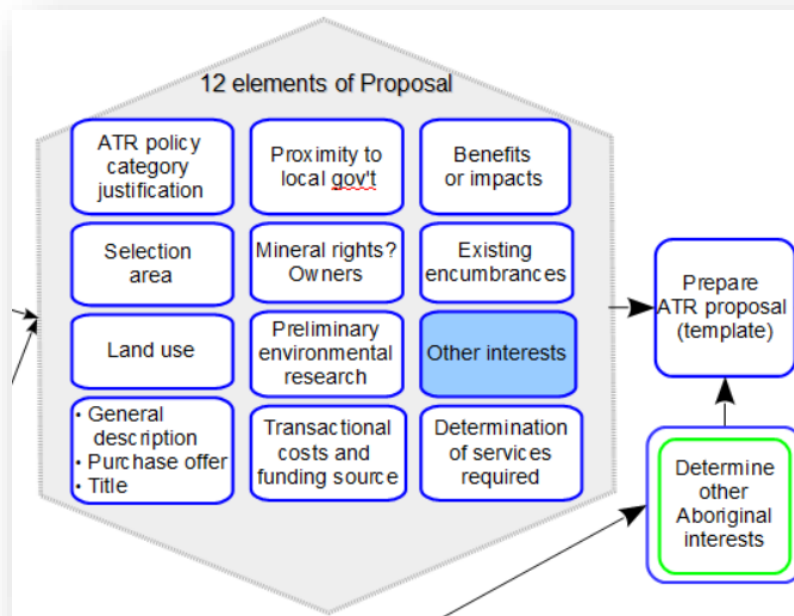 12 elements of Proposal
ATR policy
category
justification
Proximity to
local gov't
Benefits
or impacts
Selection
area
Mineral rights?
Owners
Existing
encumbrances
Land use
Preliminary
environmental
research
Other interests
• General
description
• Purchase offer
• Title
Transactional
costs and
funding source
Determination
of services
required
Prepare
ATR proposal
(template)
Determine
other
Aboriginal
interests